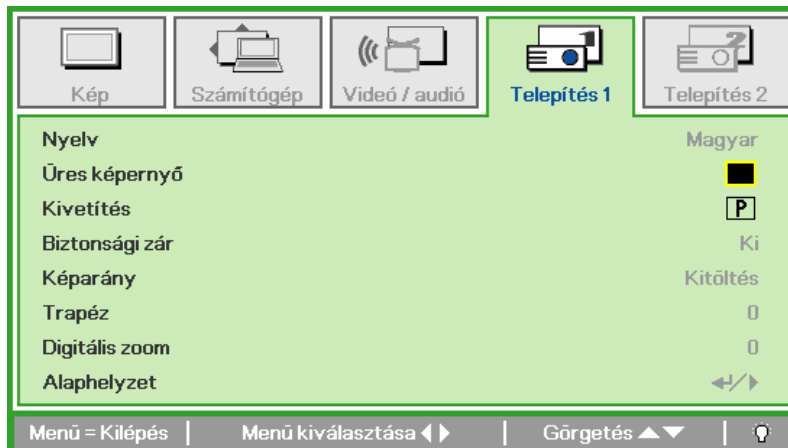 Kép
Számítógép
Videó / audió
Telepítés 1
Telepítés 2
Nyelv Magyar
Üres képernyő
Kivetítés P
Biztonsági zár Ki
Képarány Kitöltés
Trapéz 0
Digitális zoom 0
Alaphelyzet
Menü = Kilépés
Menü kiválasztása
Görgetés